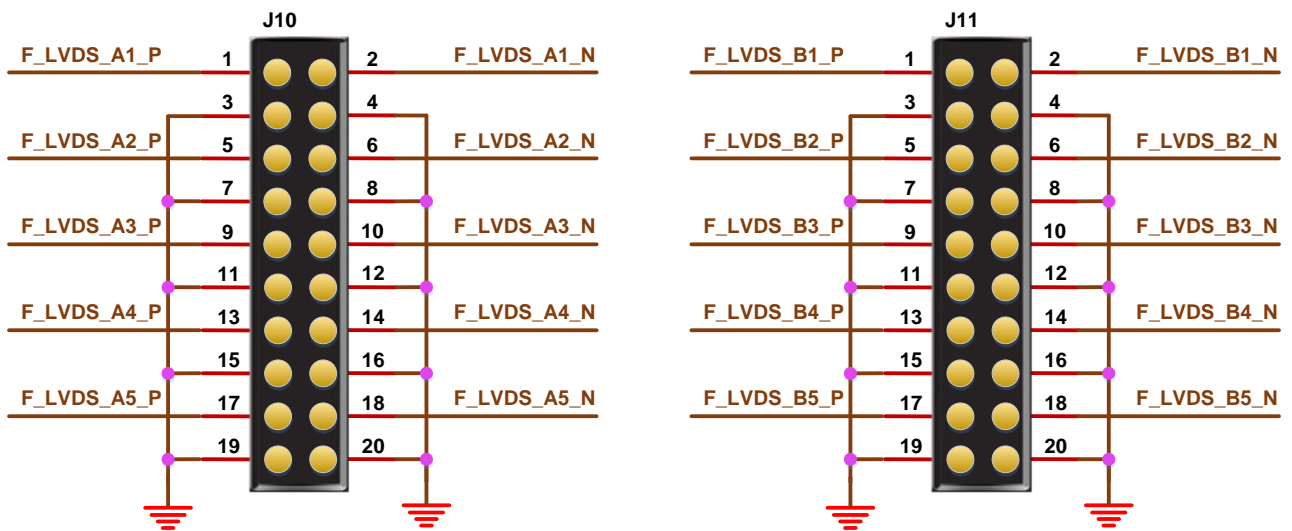 J10 J11
F_LVDS_A1_P 1 2 F_LVDS_A1_N F_LVDS_B1_P 1 2 F_LVDS_B1_N
3 4 3 4
F_LVDS_A2_P 5 6 F_LVDS_A2_N F_LVDS_B2_P 5 6 F_LVDS_B2_N
7 8 7 8
F_LVDS_A3_P 9 10 F_LVDS_A3_N F_LVDS_B3_P 9 10 F_LVDS_B3_N
11 12 11 12
F_LVDS_A4_P 13 14 F_LVDS_A4_N F_LVDS_B4_P 13 14 F_LVDS_B4_N
15 16 15 16
F_LVDS_A5_P 17 18 F_LVDS_A5_N F_LVDS_B5_P 17 18 F_LVDS_B5_N
19 20 19 20